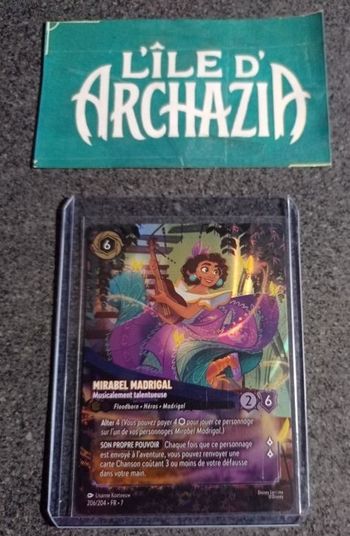 L'ÎLE D'
ARCHAZIA
6
MIRABEL MADRIGAL
Musicalement talentueuse
2 6
Floodborn • Héros • Madrigal
Alter 4 (Vous pouvez payer 4 pour jouer ce personnage
sur l'un de vos personnages Mirabel Madrigal.)
SON PROPRE POUVOIR Chaque fois que ce personnage
est envoyé à l'aventure, vous pouvez renvoyer une
carte Chanson coûtant 3 ou moins de votre défausse
dans votre main.
Lisanne Koeteeuw
206/204 • FR • 7
©Disney